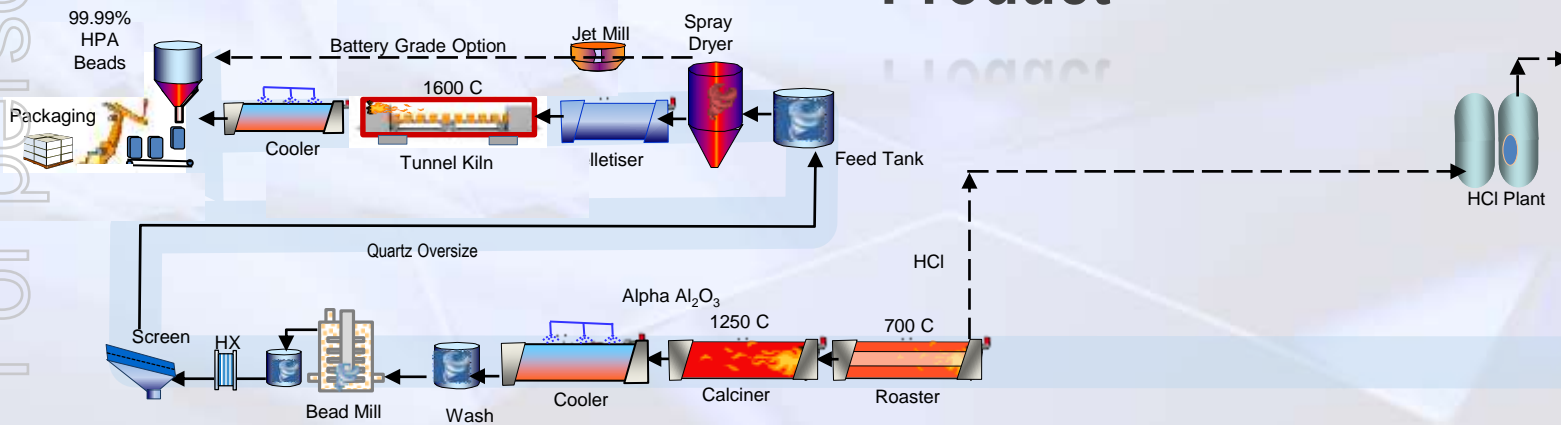 Product
99.99%
HPA
Beads
Battery Grade Option
Jet Mill
Spray
Dryer
1600 C
Packaging
Cooler
Tunnel Kiln
lletiser
Feed Tank
HCl Plant
Quartz Oversize
HCl
Alpha Al₂O₃
1250 C
700 C
Screen
HX
Bead Mill
Wash
Cooler
Calciner
Roaster